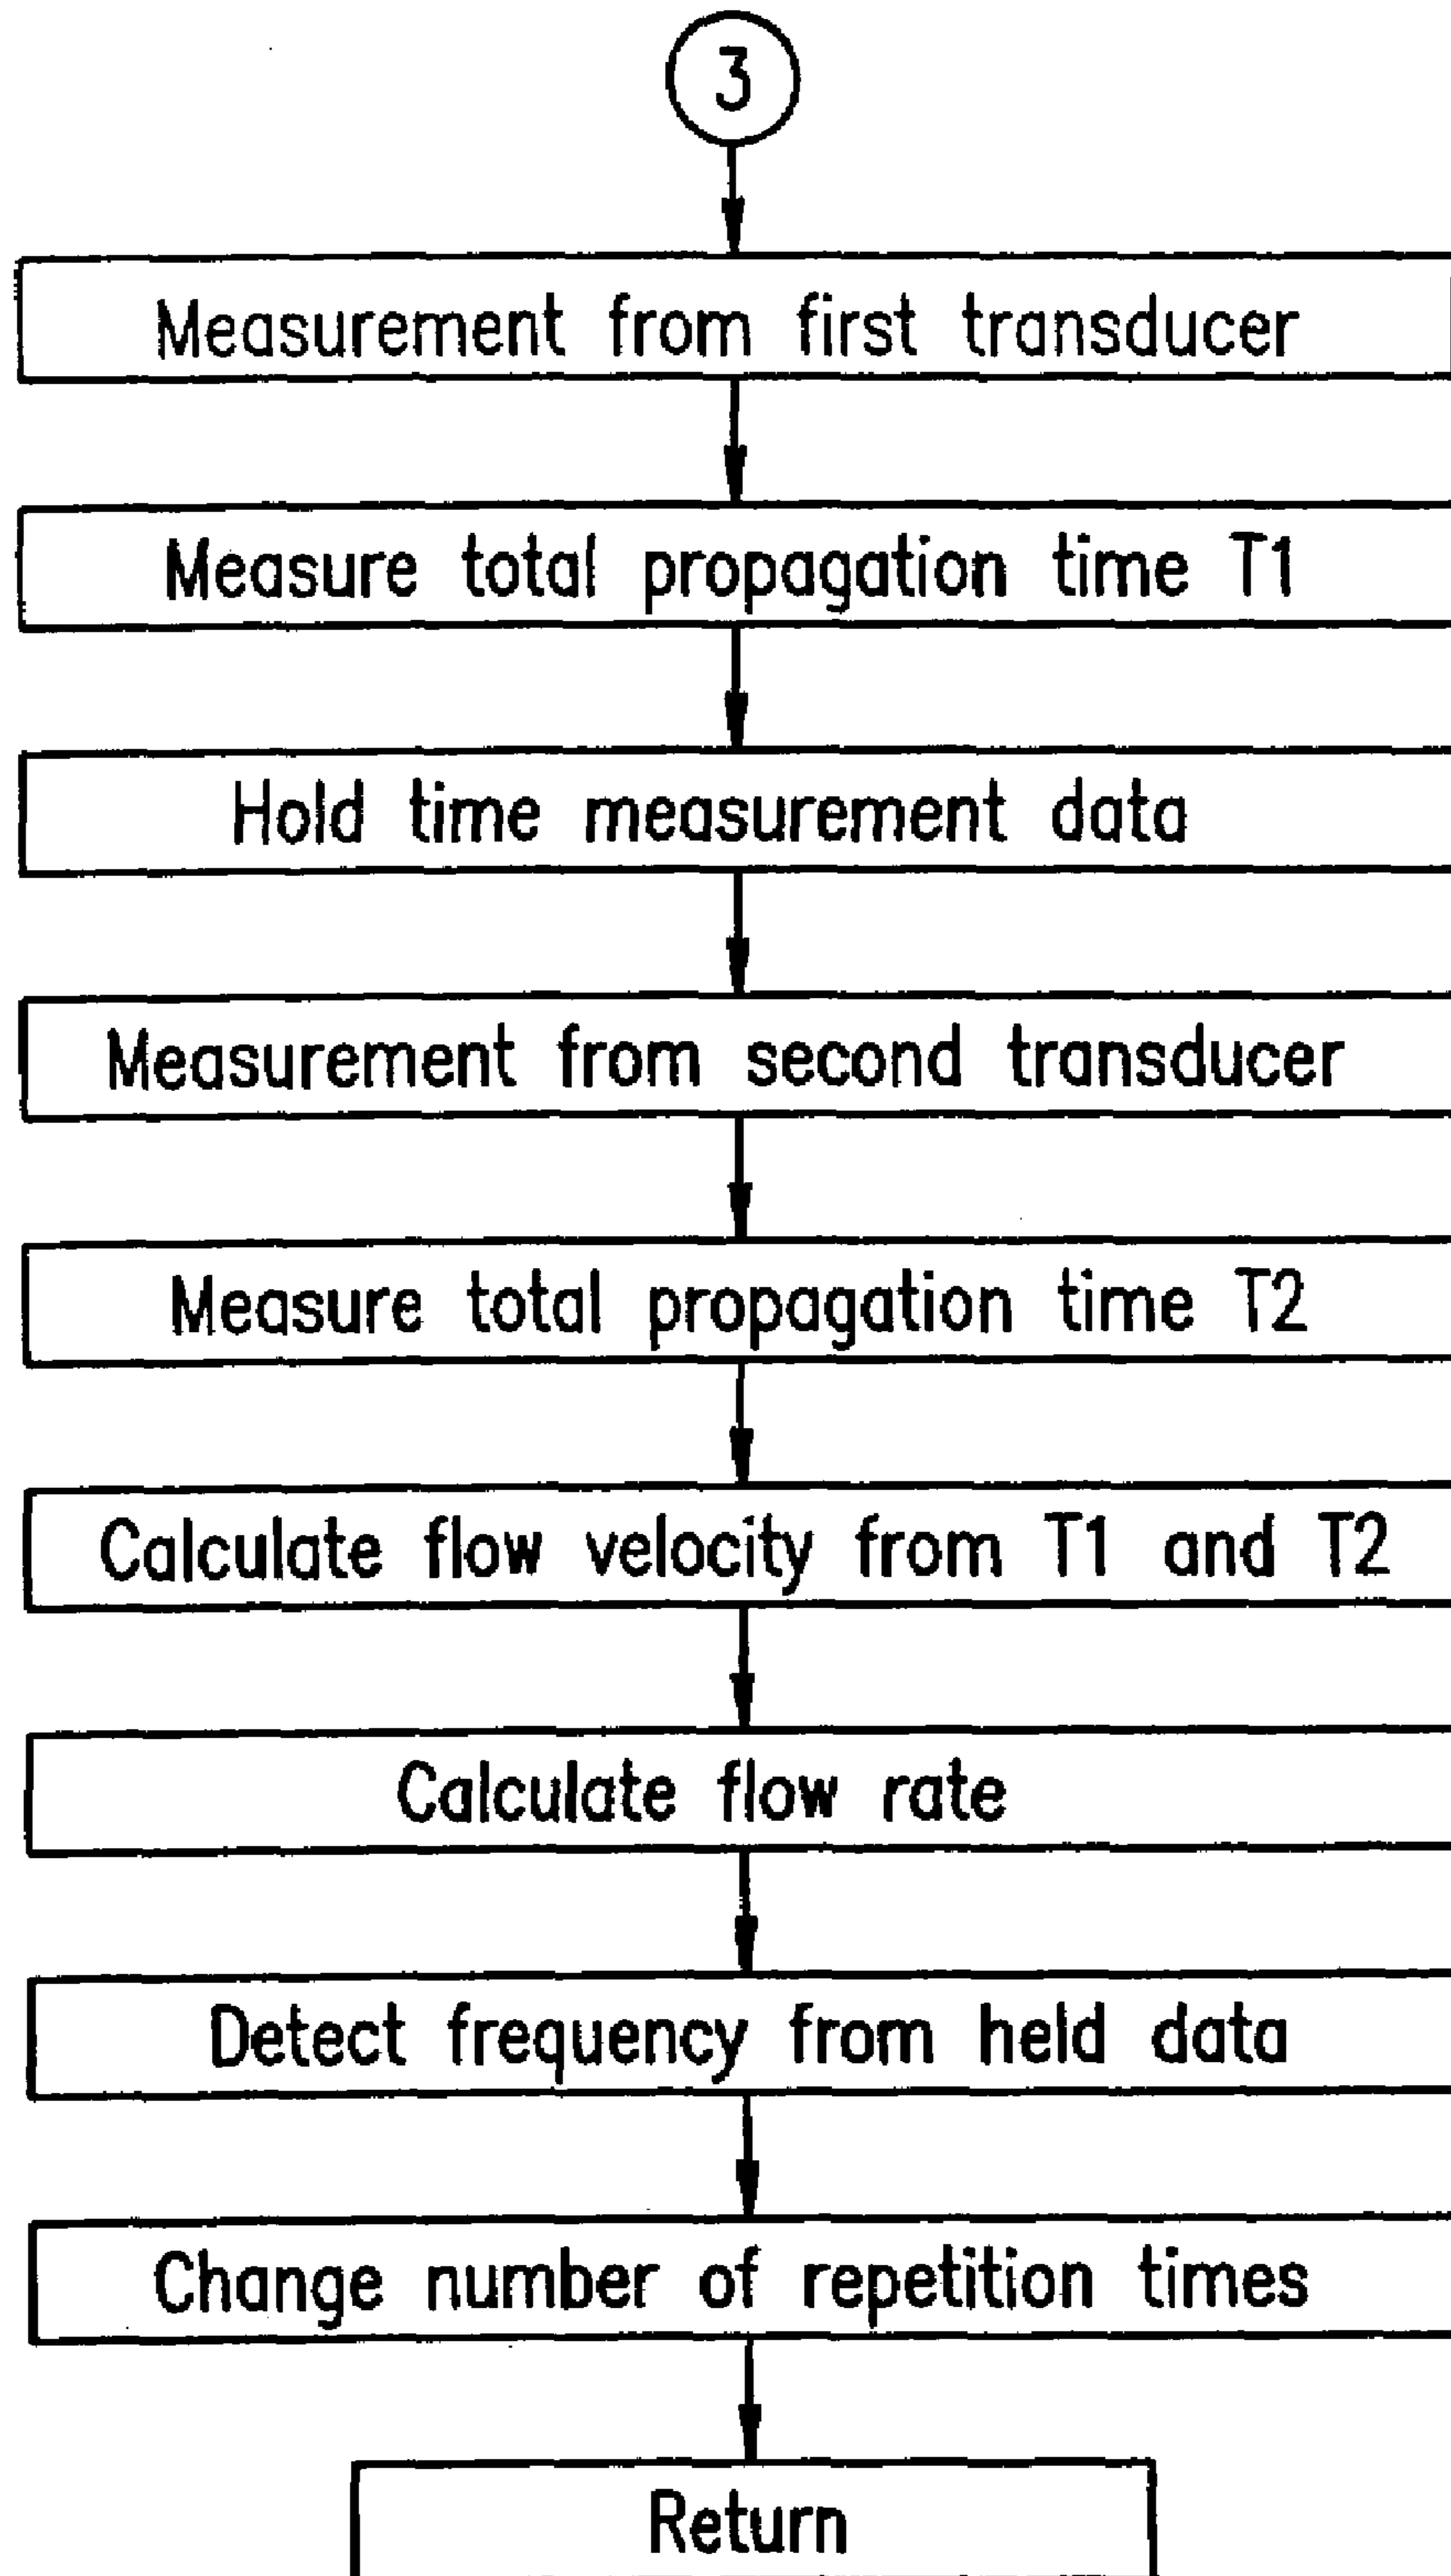 3
Measurement from first transducer
Measure total propagation time T1
Hold time measurement data
Measurement from second transducer
Measure total propagation time T2
Calculate flow velocity from T1 and T2
Calculate flow rate
Detect frequency from held data
Change number of repetition times
Return